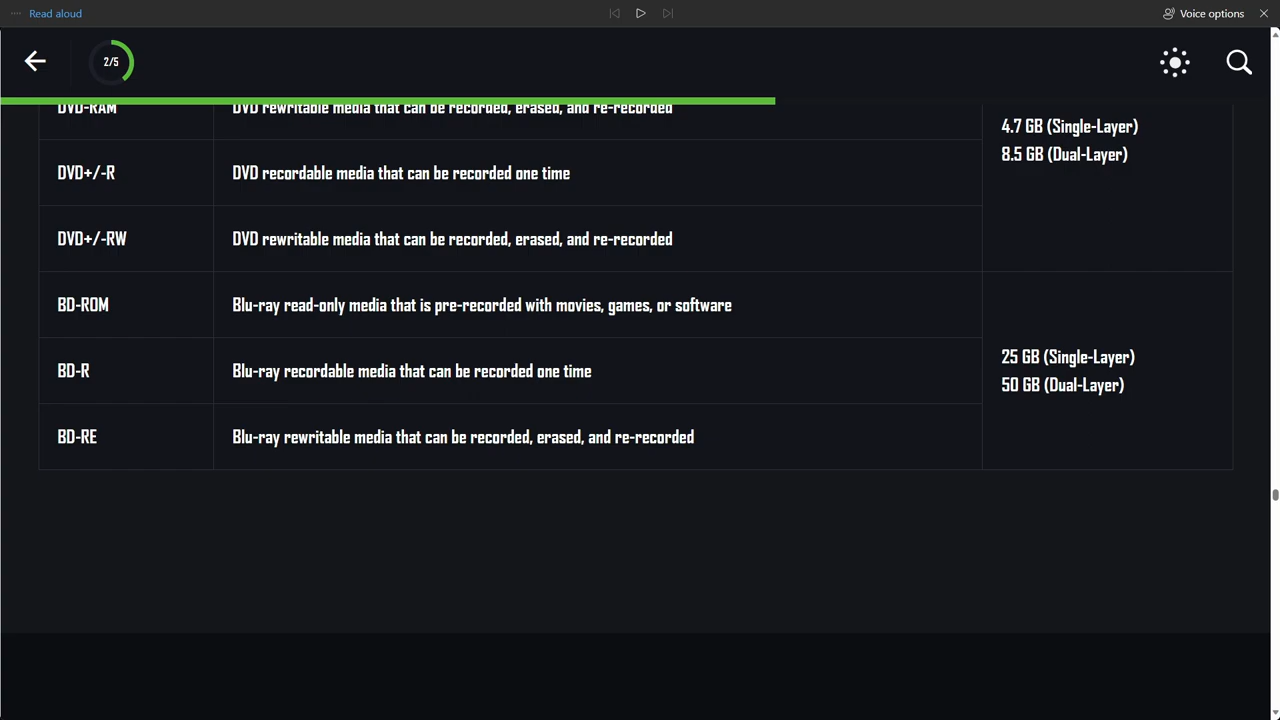 Read aloud
Voice options
2/5
DVD-RAM
DVD rewritable media that can be recorded, erased, and re-recorded
4.7 GB (Single-Layer)
8.5 GB (Dual-Layer)
DVD+/-R
DVD recordable media that can be recorded one time
DVD+/-RW
DVD rewritable media that can be recorded, erased, and re-recorded
BD-ROM
Blu-ray read-only media that is pre-recorded with movies, games, or software
25 GB (Single-Layer)
50 GB (Dual-Layer)
BD-R
Blu-ray recordable media that can be recorded one time
BD-RE
Blu-ray rewritable media that can be recorded, erased, and re-recorded